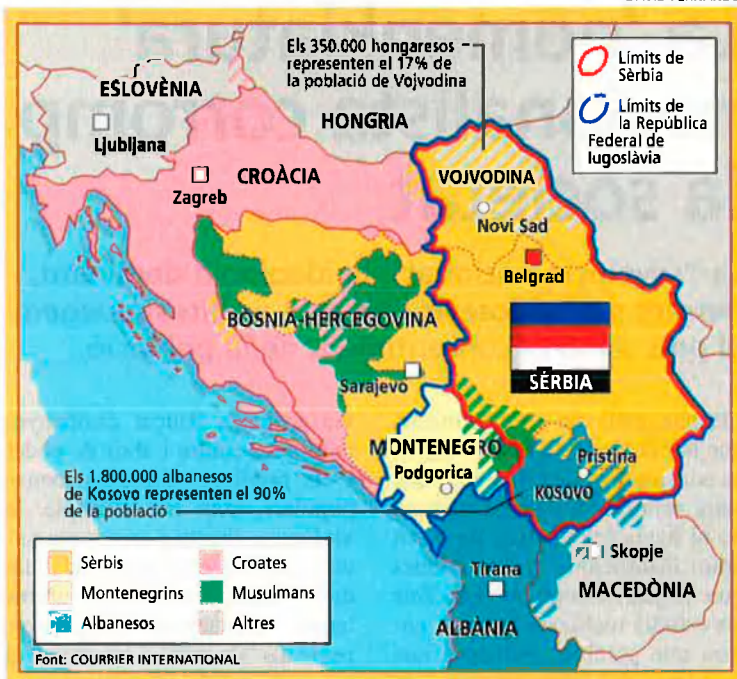 Els 350.000 hongaresos
representen el 17% de
la població de Vojvodina
Límits de
Sèrbia
Límits de
la República
Federal de
Iugoslàvia
ESLOVÈNIA
Ljubljana
HONGRIA
CROÀCIA
Zagreb
VOJVODINA
Novi Sad
Belgrad
BÒSNIA-HERCEGOVINA
Sarajevo
SÈRBIA
MONTENEGRO
Podgorica
Pristina
KOSOVO
Els 1.800.000 albanesos
de Kosovo representen el 90%
de la població
Skopje
MACEDÒNIA
Tirana
ALBÀNIA
Sèrbis
Croates
Montenegrins
Musulmans
Albanesos
Altres
Font: COURRIER INTERNATIONAL